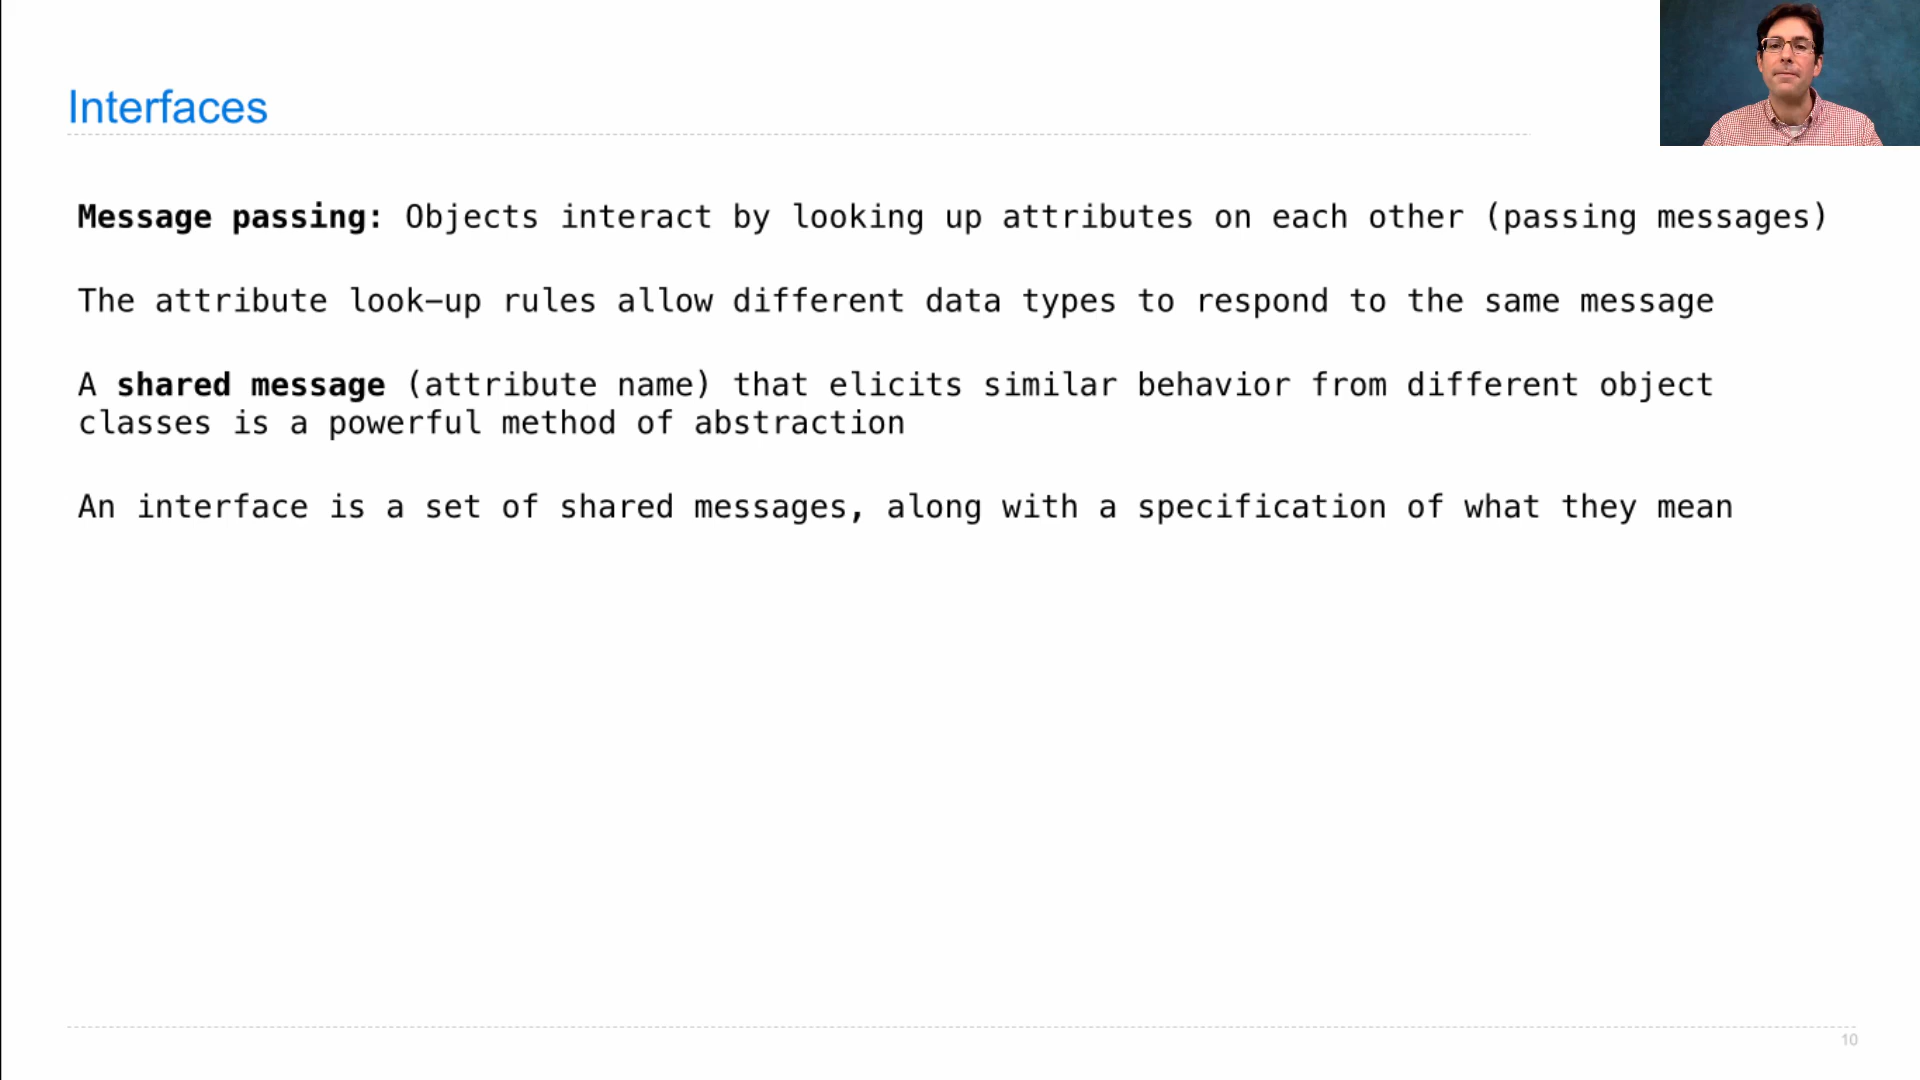 Interfaces
Message passing: Objects interact by looking up attributes on each other (passing messages)
The attribute look-up rules allow different data types to respond to the same message
A shared message (attribute name) that elicits similar behavior from different object
classes is a powerful method of abstraction
An interface is a set of shared messages, along with a specification of what they mean
10